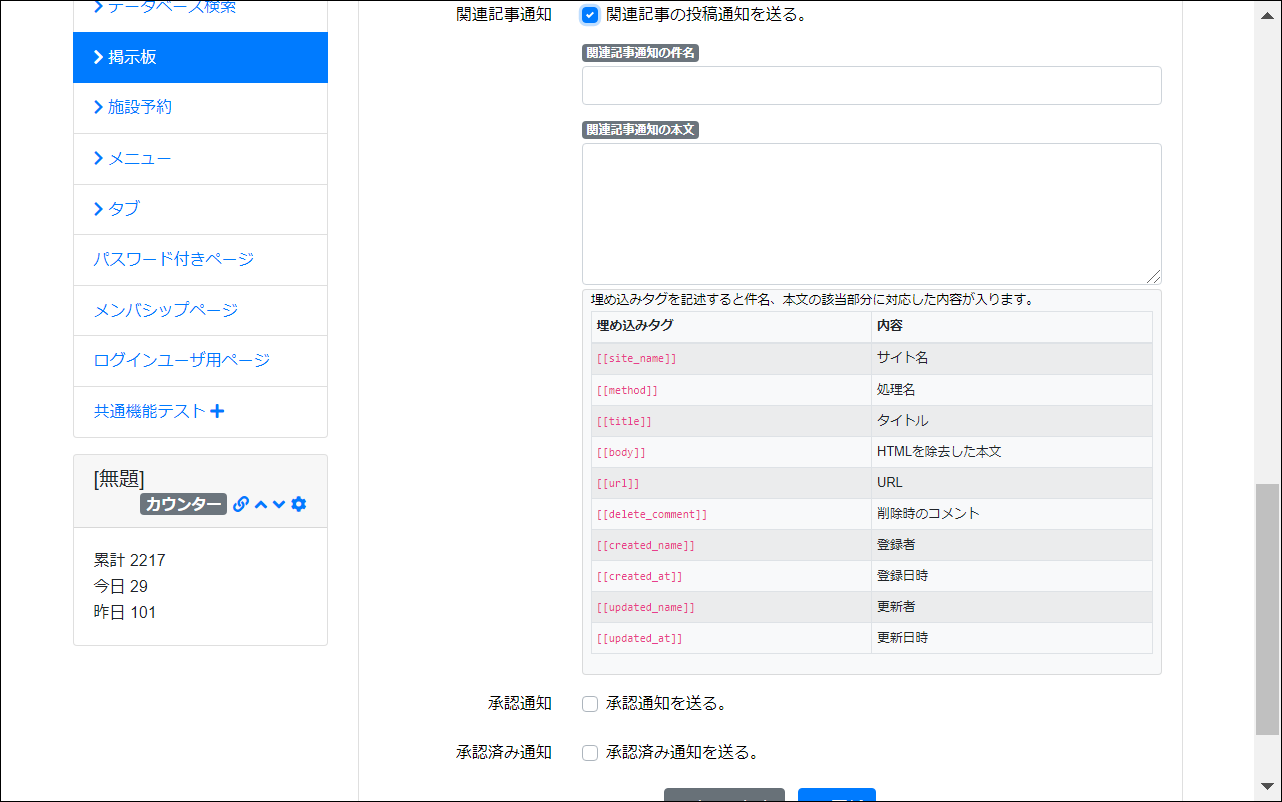 データベース検索
掲示板
施設予約
メニュー
タブ
パスワード付きページ
メンバシップページ
ログインユーザ用ページ
共通機能テスト
[無題]
カウンター
累計 2217
今日 29
昨日 101
関連記事通知 関連記事の投稿通知を送る。
関連記事通知の件名
関連記事通知の本文
埋め込みタグを記述すると件名、本文の該当部分に対応した内容が入ります。
埋め込みタグ 内容
[[site_name]] サイト名
[[method]] 処理名
[[title]] タイトル
[[body]] HTMLを除去した本文
[[url]] URL
[[delete_comment]] 削除時のコメント
[[created_name]] 登録者
[[created_at]] 登録日時
[[updated_name]] 更新者
[[updated_at]] 更新日時
承認通知 承認通知を送る。
承認済み通知 承認済み通知を送る。